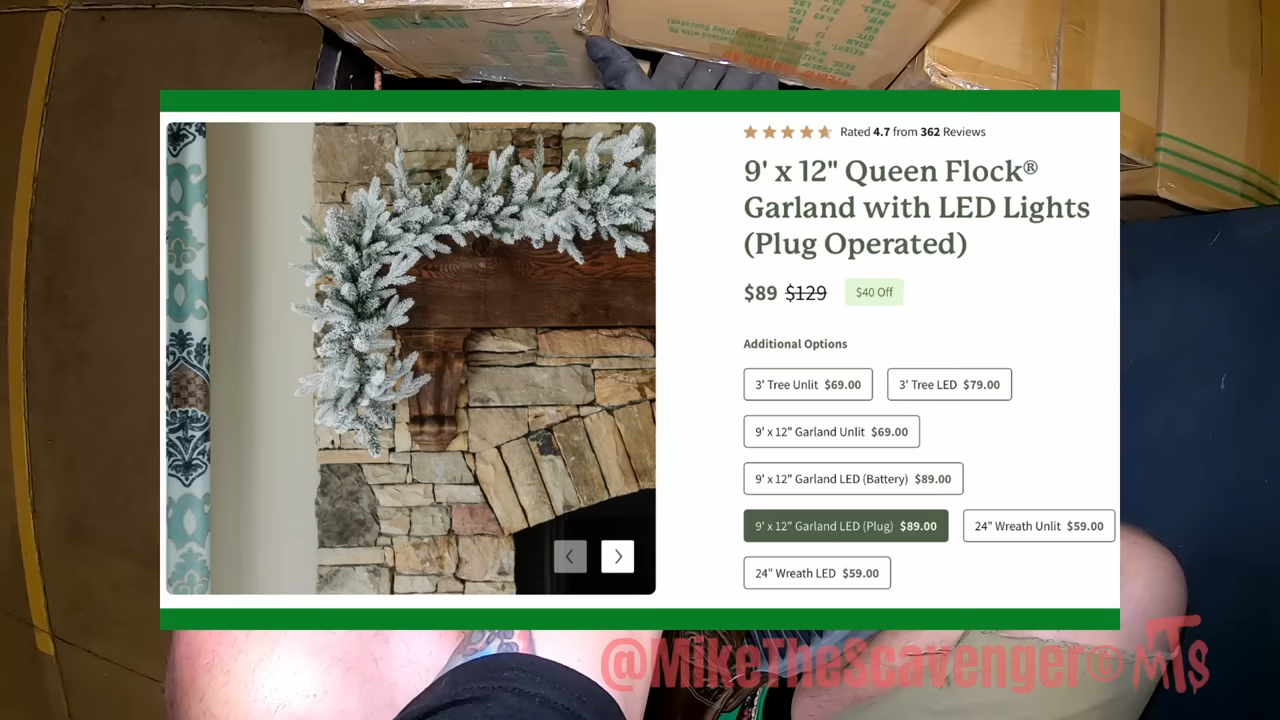 Rated 4.7 from 362 Reviews
9' x 12" Queen Flock®
Garland with LED Lights
(Plug Operated)
$89 $129 $40 Off
Additional Options
3' Tree Unlit $69.00 3' Tree LED $79.00
9' x 12" Garland Unlit $69.00
9' x 12" Garland LED (Battery) $89.00
9' x 12" Garland LED (Plug) $89.00 24" Wreath Unlit $59.00
24" Wreath LED $59.00
@MikeTheScavenger© MTS